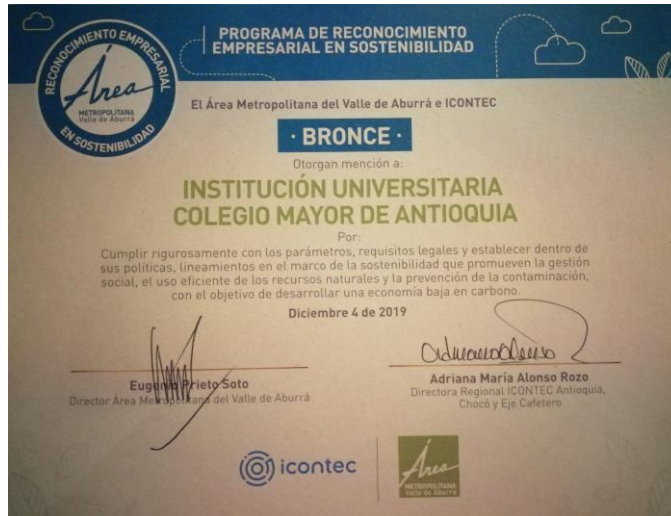 RECONOCIMIENTO EMPRESARIAL
EN SOSTENIBILIDAD
Área
METROPOLITANA
Valle de Aburrá
PROGRAMA DE RECONOCIMIENTO
EMPRESARIAL EN SOSTENIBILIDAD
El Área Metropolitana del Valle de Aburrá e ICONTEC
· BRONCE ·
Otorgan mención a:
INSTITUCIÓN UNIVERSITARIA
COLEGIO MAYOR DE ANTIOQUIA
Por:
Cumplir rigurosamente con los parámetros, requisitos legales y establecer dentro de
sus políticas, lineamientos en el marco de la sostenibilidad que promueven la gestión
social, el uso eficiente de los recursos naturales y la prevención de la contaminación,
con el objetivo de desarrollar una economía baja en carbono.
Diciembre 4 de 2019
Eugenio Prieto Soto
Director Área Metropolitana del Valle de Aburrá
Adriana María Alonso Rozo
Directora Regional ICONTEC Antioquia,
Chocó y Eje Cafetero
icontec
Área
METROPOLITANA
Valle de Aburrá